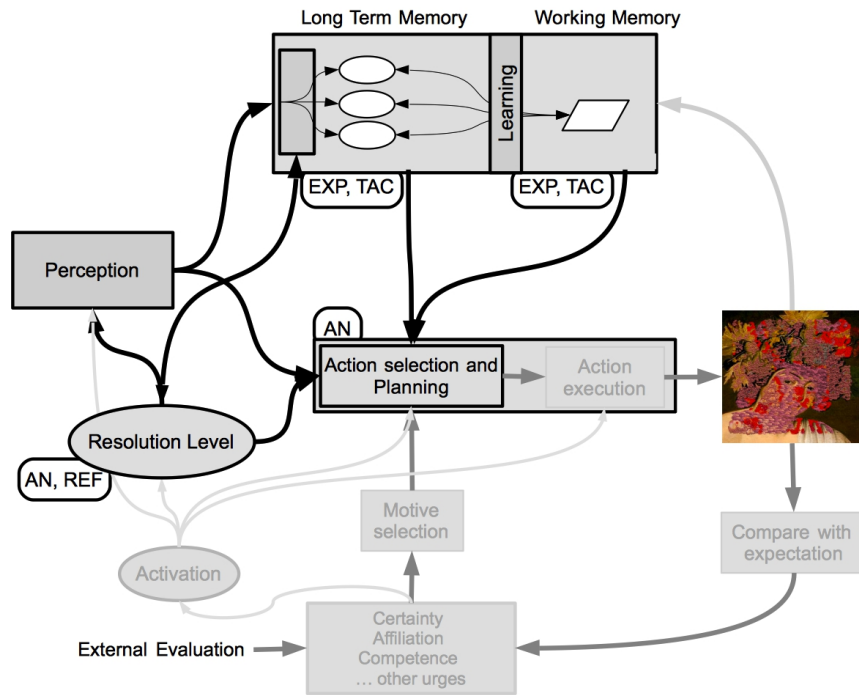 Long Term Memory
Working Memory
Learning
EXP, TAC
EXP, TAC
Perception
AN
Action selection and
Planning
Action
execution
Resolution Level
AN, REF
Motive
selection
Compare with
expectation
Activation
Certainty
Affiliation
Competence
... other urges
External Evaluation